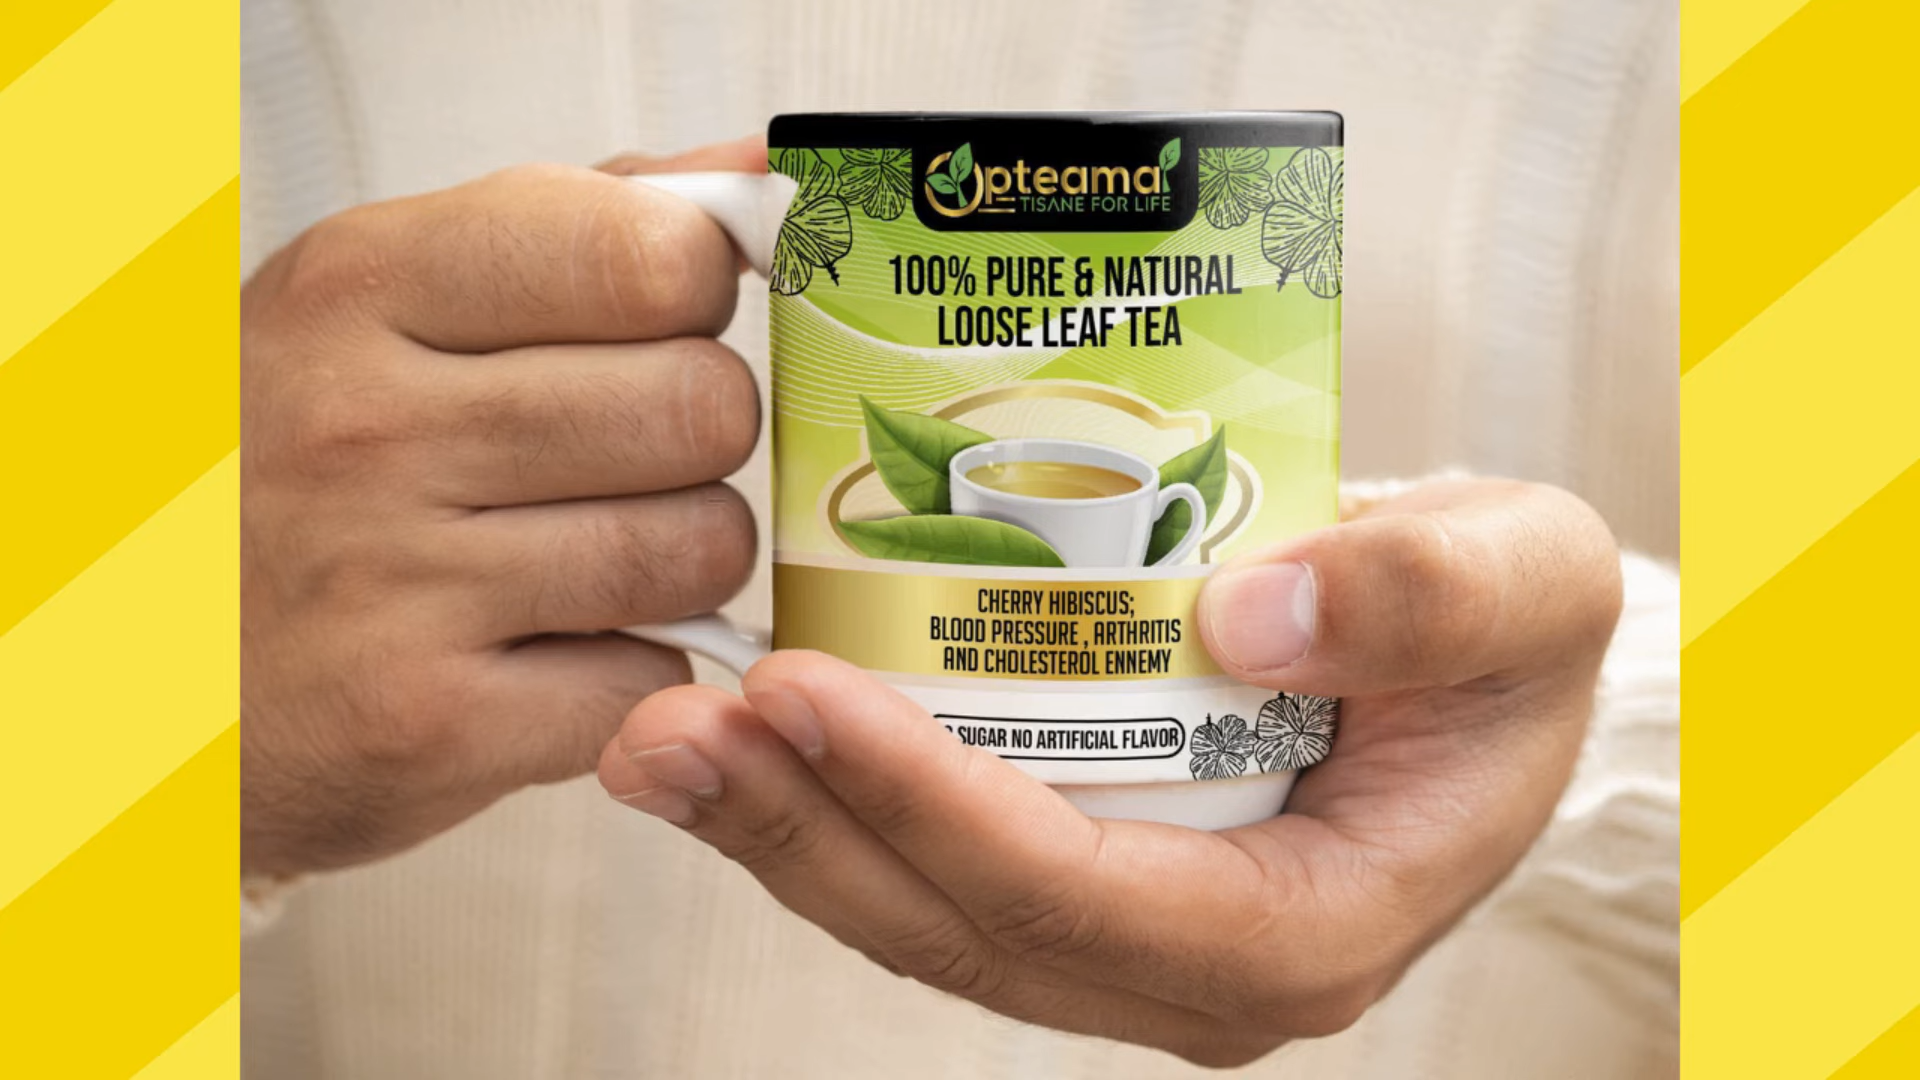 Opteama
TISANE FOR LIFE
100% PURE & NATURAL
LOOSE LEAF TEA
CHERRY HIBISCUS;
BLOOD PRESSURE , ARTHRITIS
AND CHOLESTEROL ENNEMY
SUGAR NO ARTIFICIAL FLAVOR